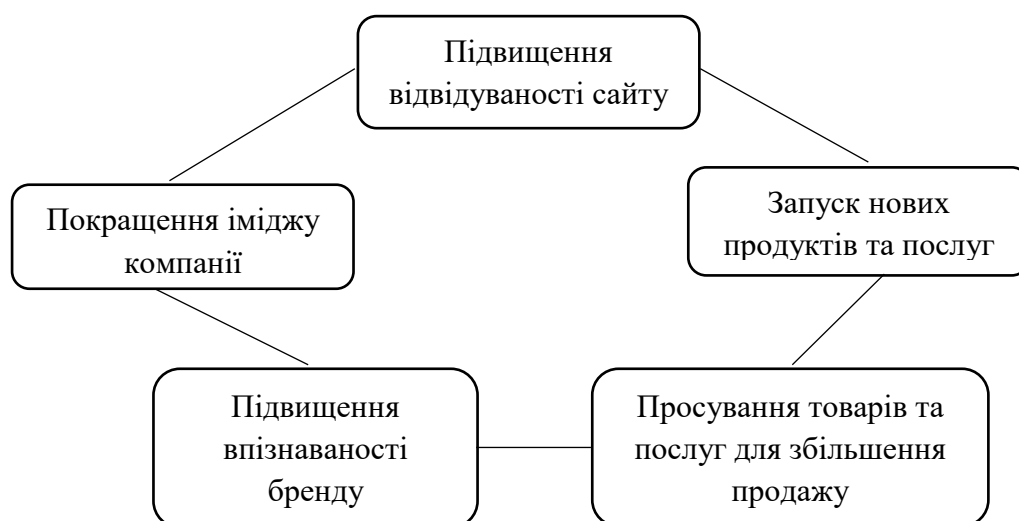 Підвищення
відвідуваності сайту
Покращення іміджу
компанії
Запуск нових
продуктів та послуг
Підвищення
впізнаваності
бренду
Просування товарів та
послуг для збільшення
продажу